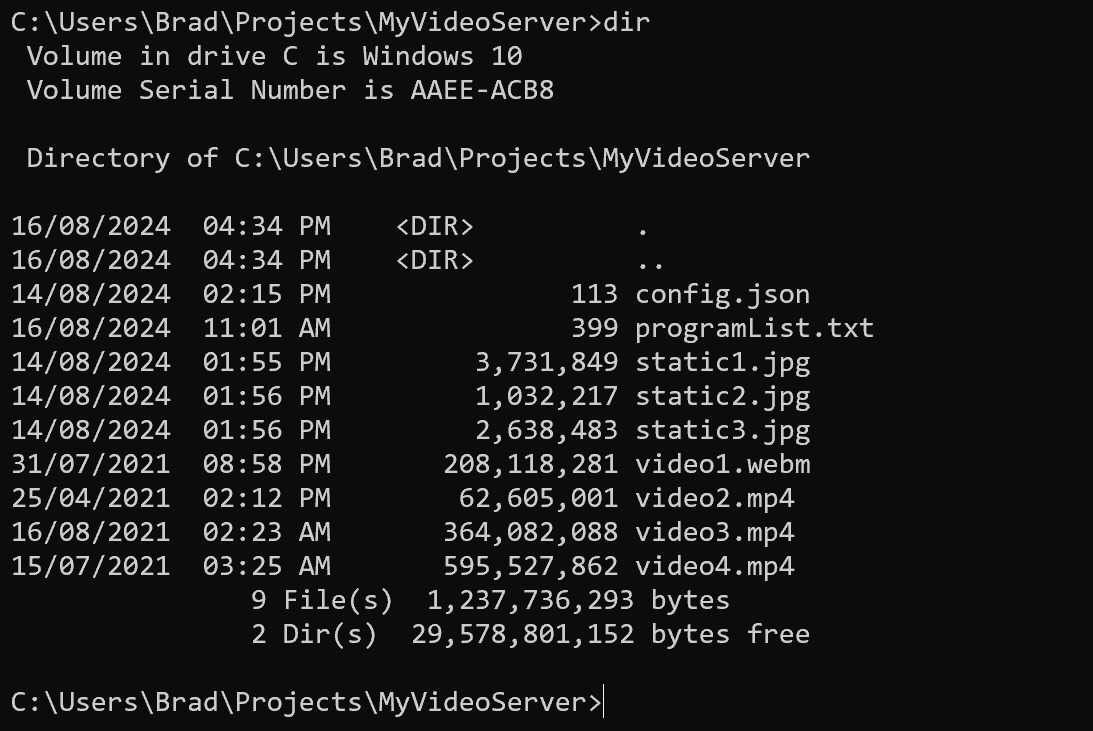 C:\Users\Brad\Projects\MyVideoServer>dir
 Volume in drive C is Windows 10
 Volume Serial Number is AAEE-ACB8

 Directory of C:\Users\Brad\Projects\MyVideoServer

16/08/2024  04:34 PM    <DIR>          .
16/08/2024  04:34 PM    <DIR>          ..
14/08/2024  02:15 PM               113 config.json
16/08/2024  11:01 AM               399 programList.txt
14/08/2024  01:55 PM         3,731,849 static1.jpg
14/08/2024  01:56 PM         1,032,217 static2.jpg
14/08/2024  01:56 PM         2,638,483 static3.jpg
31/07/2021  08:58 PM       208,118,281 video1.webm
25/04/2021  02:12 PM        62,605,001 video2.mp4
16/08/2021  02:23 AM       364,082,088 video3.mp4
15/07/2021  03:25 AM       595,527,862 video4.mp4
               9 File(s)  1,237,736,293 bytes
               2 Dir(s)  29,578,801,152 bytes free

C:\Users\Brad\Projects\MyVideoServer>